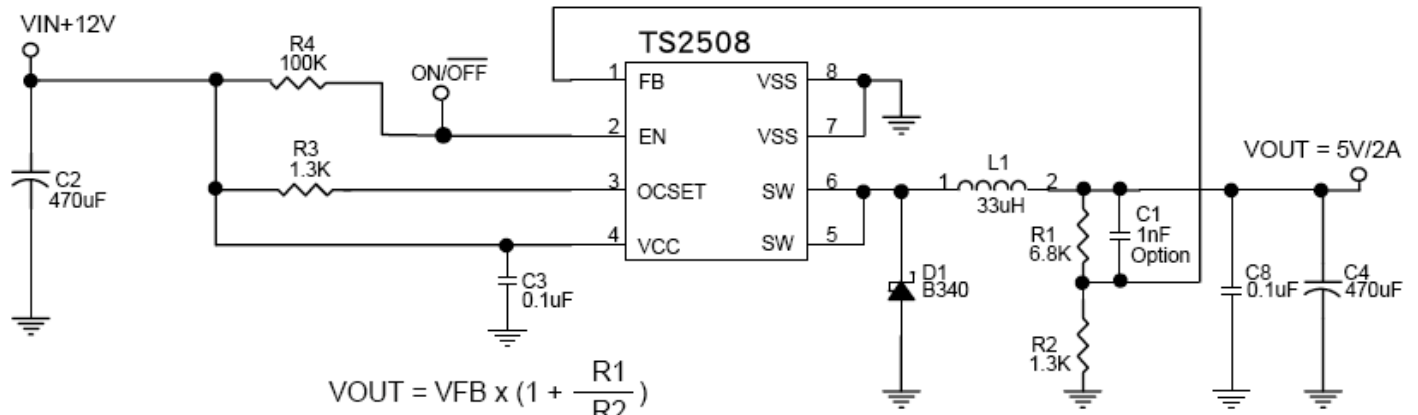 VIN+12V
R4
100K
ON/OFF
TS2508
1 FB VSS 8
2 EN VSS 7
R3
1.3K
3 OCSET SW 6
4 VCC SW 5
C2
470uF
C3
0.1uF
D1
B340
1 L1 2
33uH
R1
6.8K
C1
1nF
Option
R2
1.3K
C8
0.1uF
C4
470uF
VOUT = 5V/2A
VOUT = VFB x (1 + R1
R2 )